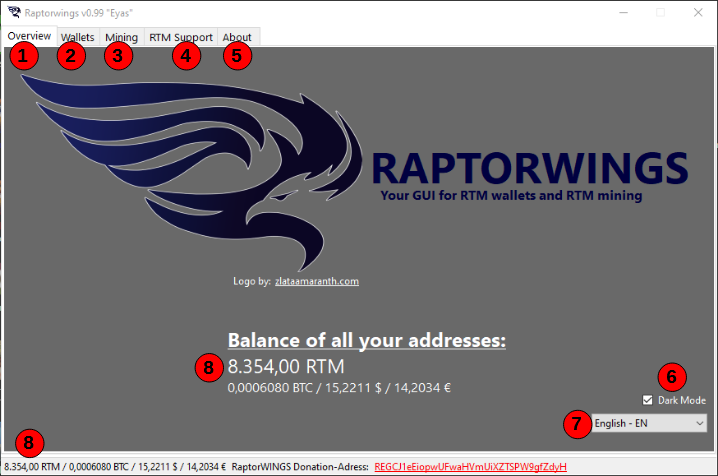 Raptorwings v0.99 "Eyas"
Overview Wallets Mining RTM Support About
1 2 3 4 5
RAPTORWINGS
Your GUI for RTM wallets and RTM mining
Logo by: zlataamaranth.com
Balance of all your addresses:
8 8.354,00 RTM
0,0006080 BTC / 15,2211 $ / 14,2034 €
6
Dark Mode
7 English - EN
8
8.354,00 RTM / 0,0006080 BTC / 15,2211 $ / 14,2034 € RaptorWINGS Donation-Adress: REGCJ1eEiopwUFwaHVmUiXZTSPW9gfZdyH